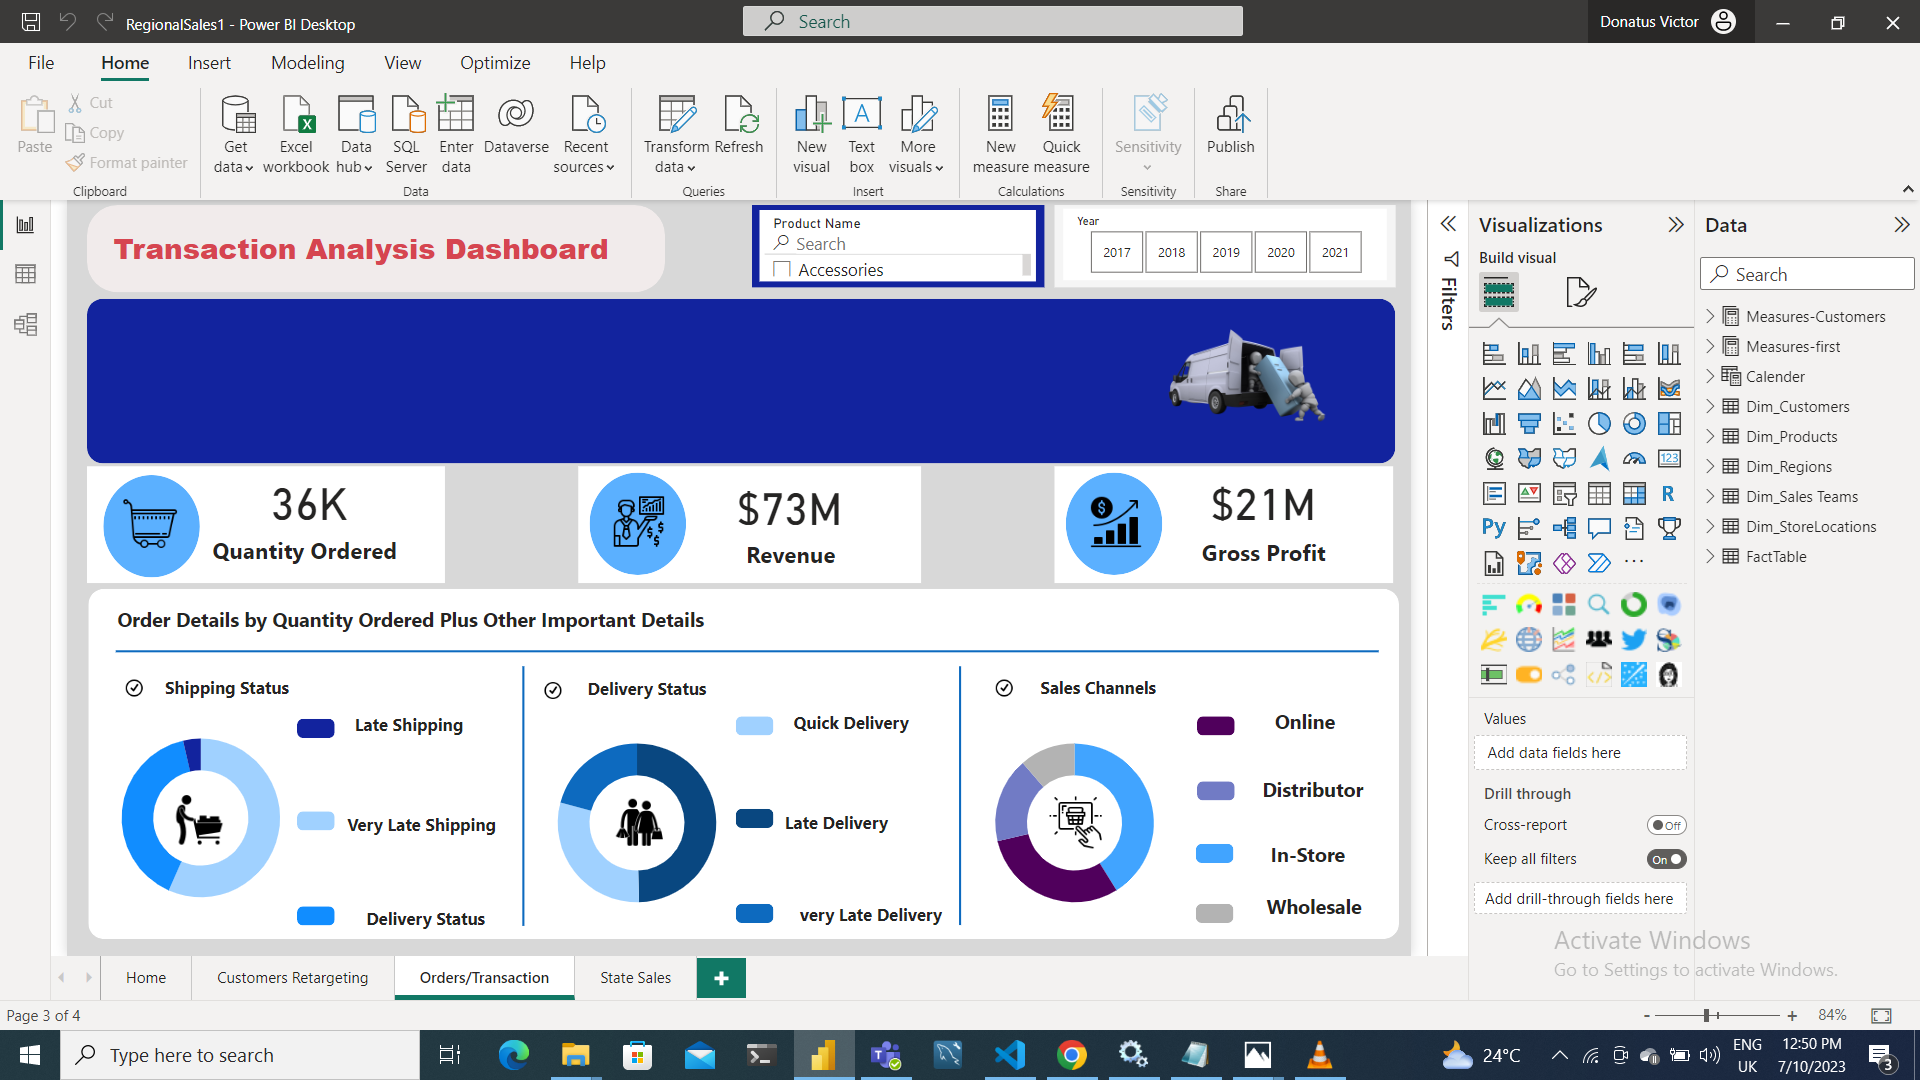 RegionalSales1 - Power BI Desktop
Search
Donatus Victor
File
Home
Insert
Modeling
View
Optimize
Help
Paste
Cut
Copy
Format painter
Clipboard
Get data
Excel workbook
Data hub
SQL Server
Enter data
Dataverse
Recent sources
Data
Transform data
Refresh
Queries
New visual
Text box
More visuals
Insert
New measure
Quick measure
Calculations
Sensitivity
Sensitivity
Publish
Share
Transaction Analysis Dashboard
Product Name
Search
Accessories
Year
2017
2018
2019
2020
2021
36K
Quantity Ordered
$73M
Revenue
$21M
Gross Profit
Order Details by Quantity Ordered Plus Other Important Details
Shipping Status
Late Shipping
Very Late Shipping
Delivery Status
Delivery Status
Quick Delivery
Late Delivery
very Late Delivery
Sales Channels
Online
Distributor
In-Store
Wholesale
Filters
Visualizations
Build visual
123
R
Py
Values
Add data fields here
Drill through
Cross-report
Off
Keep all filters
On
Add drill-through fields here
Data
Search
Measures-Customers
Measures-first
Calender
Dim_Customers
Dim_Products
Dim_Regions
Dim_Sales Teams
Dim_StoreLocations
FactTable
Activate Windows
Go to Settings to activate Windows.
Home
Customers Retargeting
Orders/Transaction
State Sales
Page 3 of 4
84%
Type here to search
24°C
ENG
UK
12:50 PM
7/10/2023
3